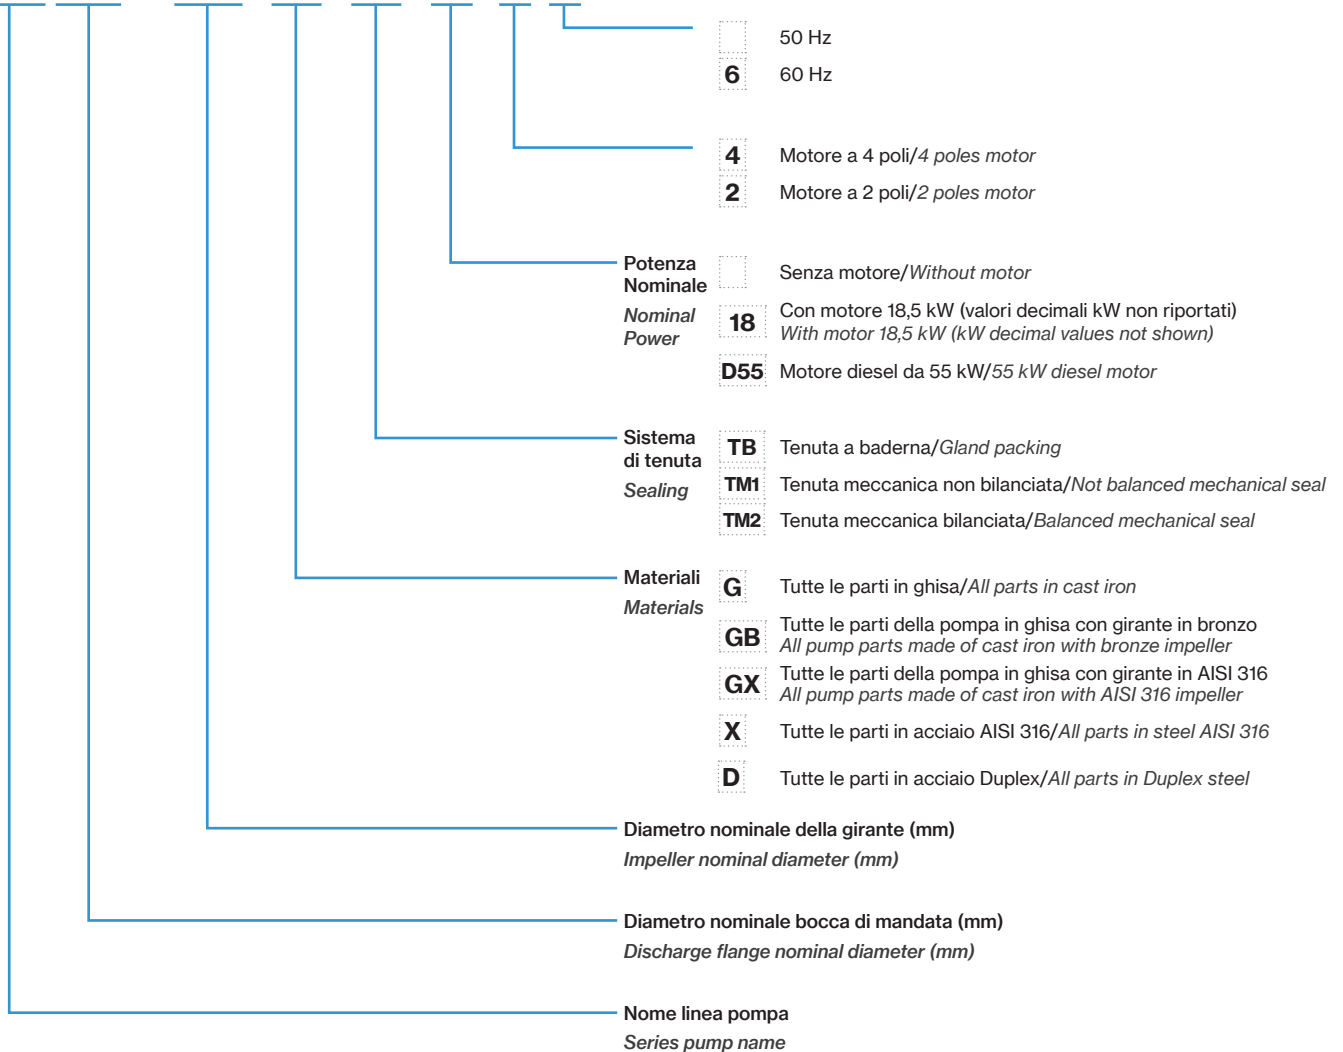 50 Hz
6 60 Hz
4 Motore a 4 poli/4 poles motor
2 Motore a 2 poli/2 poles motor
Potenza
Nominale
Nominal
Power
Senza motore/Without motor
18 Con motore 18,5 kW (valori decimali kW non riportati)
With motor 18,5 kW (kW decimal values not shown)
D55 Motore diesel da 55 kW/55 kW diesel motor
Sistema
di tenuta
Sealing
TB Tenuta a baderna/Gland packing
TM1 Tenuta meccanica non bilanciata/Not balanced mechanical seal
TM2 Tenuta meccanica bilanciata/Balanced mechanical seal
Materiali
Materials
G Tutte le parti in ghisa/All parts in cast iron
GB Tutte le parti della pompa in ghisa con girante in bronzo
All pump parts made of cast iron with bronze impeller
GX Tutte le parti della pompa in ghisa con girante in AISI 316
All pump parts made of cast iron with AISI 316 impeller
X Tutte le parti in acciaio AISI 316/All parts in steel AISI 316
D Tutte le parti in acciaio Duplex/All parts in Duplex steel
Diametro nominale della girante (mm)
Impeller nominal diameter (mm)
Diametro nominale bocca di mandata (mm)
Discharge flange nominal diameter (mm)
Nome linea pompa
Series pump name